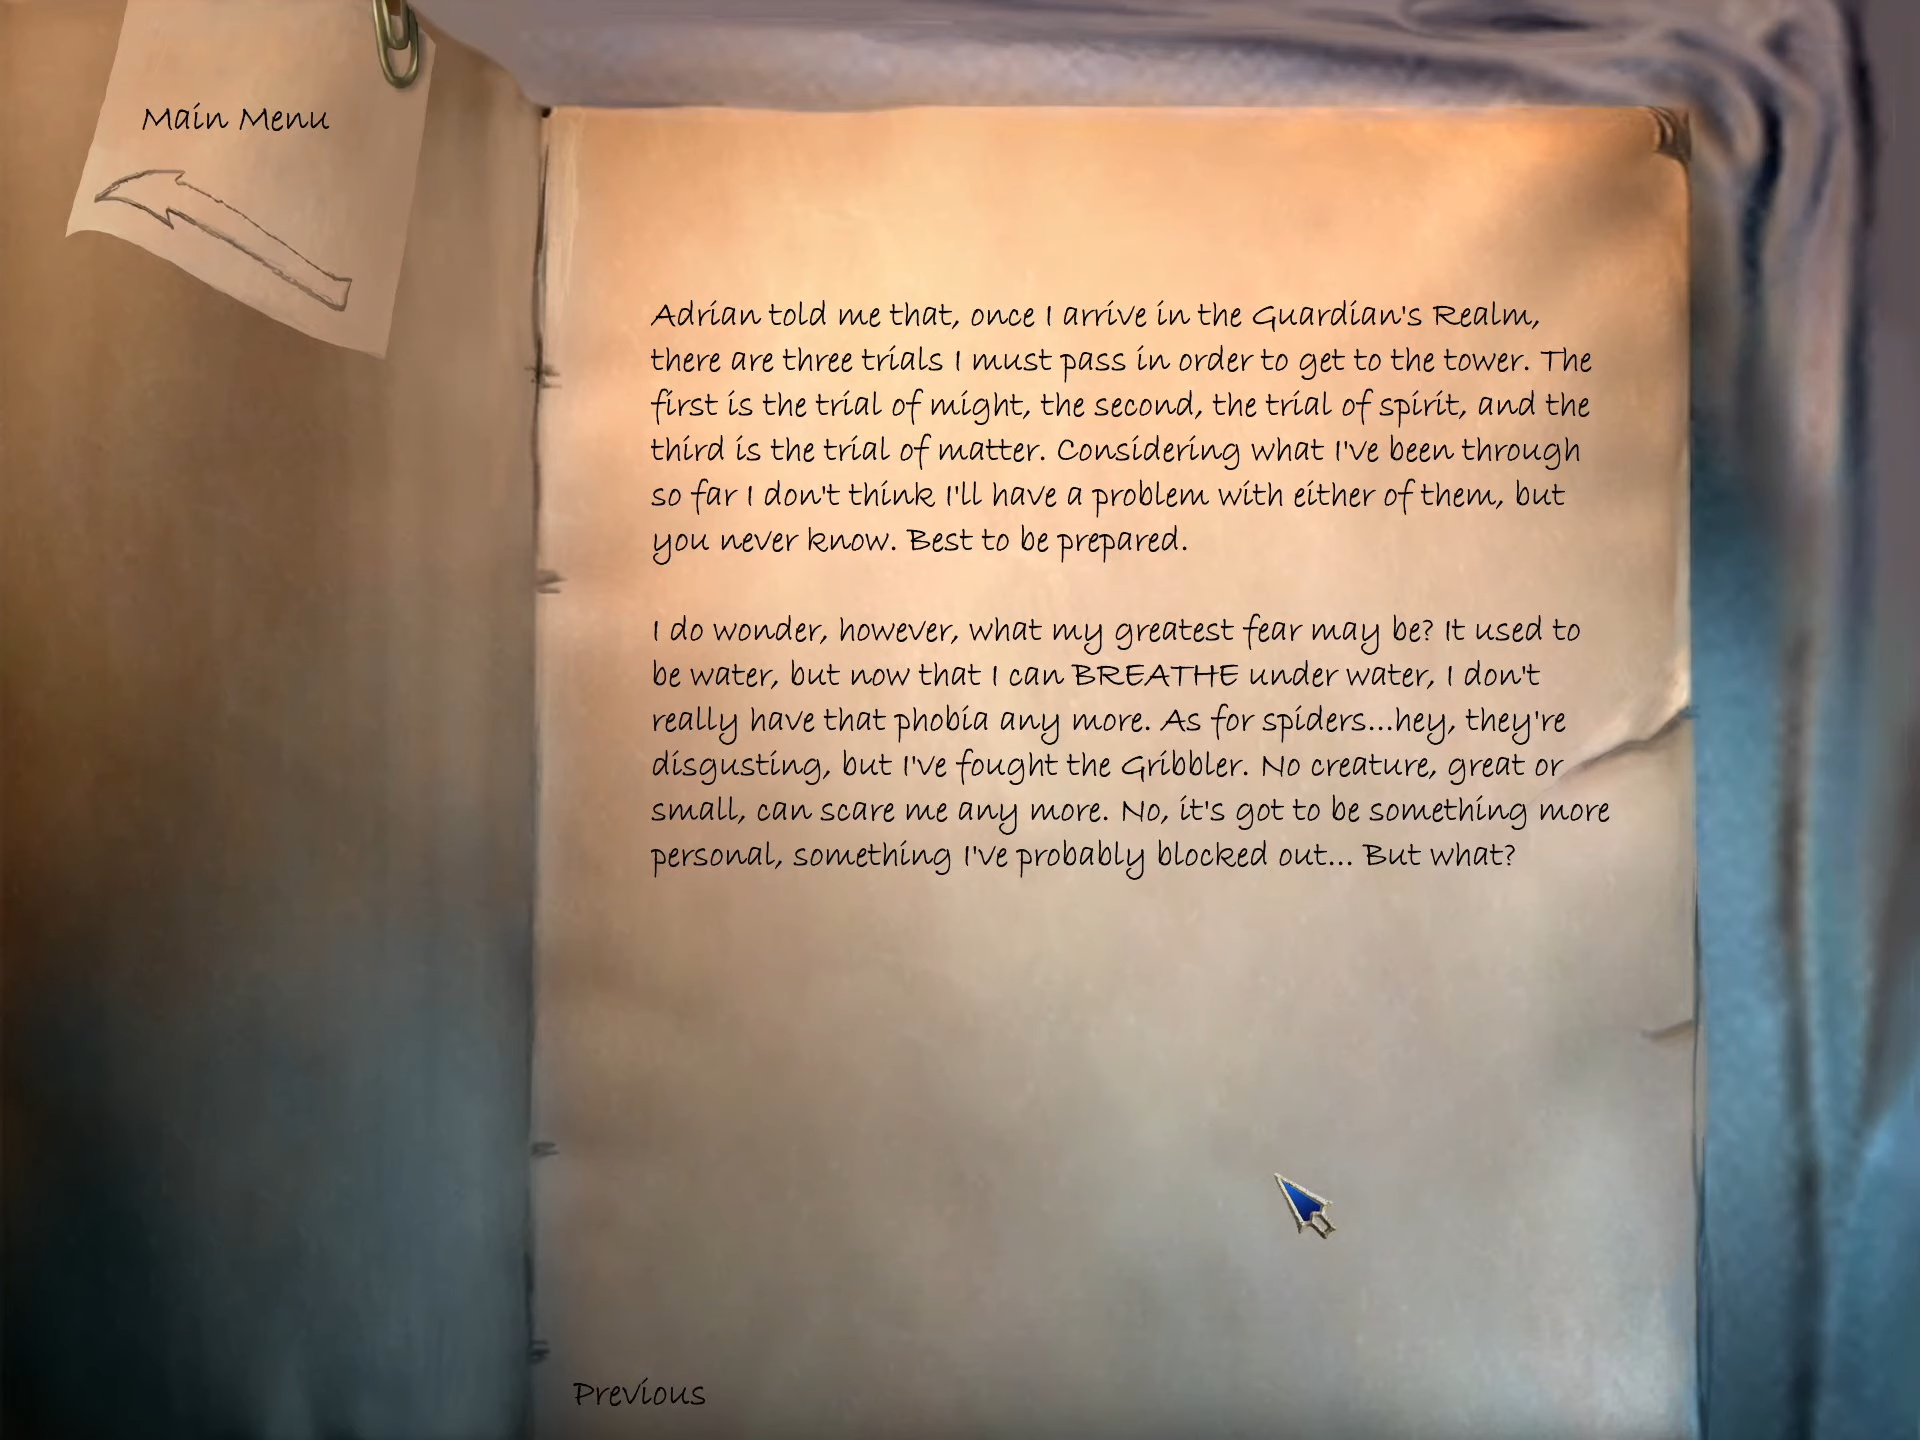 Main Menu
Adrian told me that, once I arrive in the Guardian's Realm,
there are three trials I must pass in order to get to the tower. The
first is the trial of might, the second, the trial of spirit, and the
third is the trial of matter. Considering what I've been through
so far I don't think I'll have a problem with either of them, but
you never know. Best to be prepared.
I do wonder, however, what my greatest fear may be? It used to
be water, but now that I can BREATHE under water, I don't
really have that phobia any more. As for spiders...hey, they're
disgusting, but I've fought the Gribbler. No creature, great or
small, can scare me any more. No, it's got to be something more
personal, something I've probably blocked out... But what?
Previous